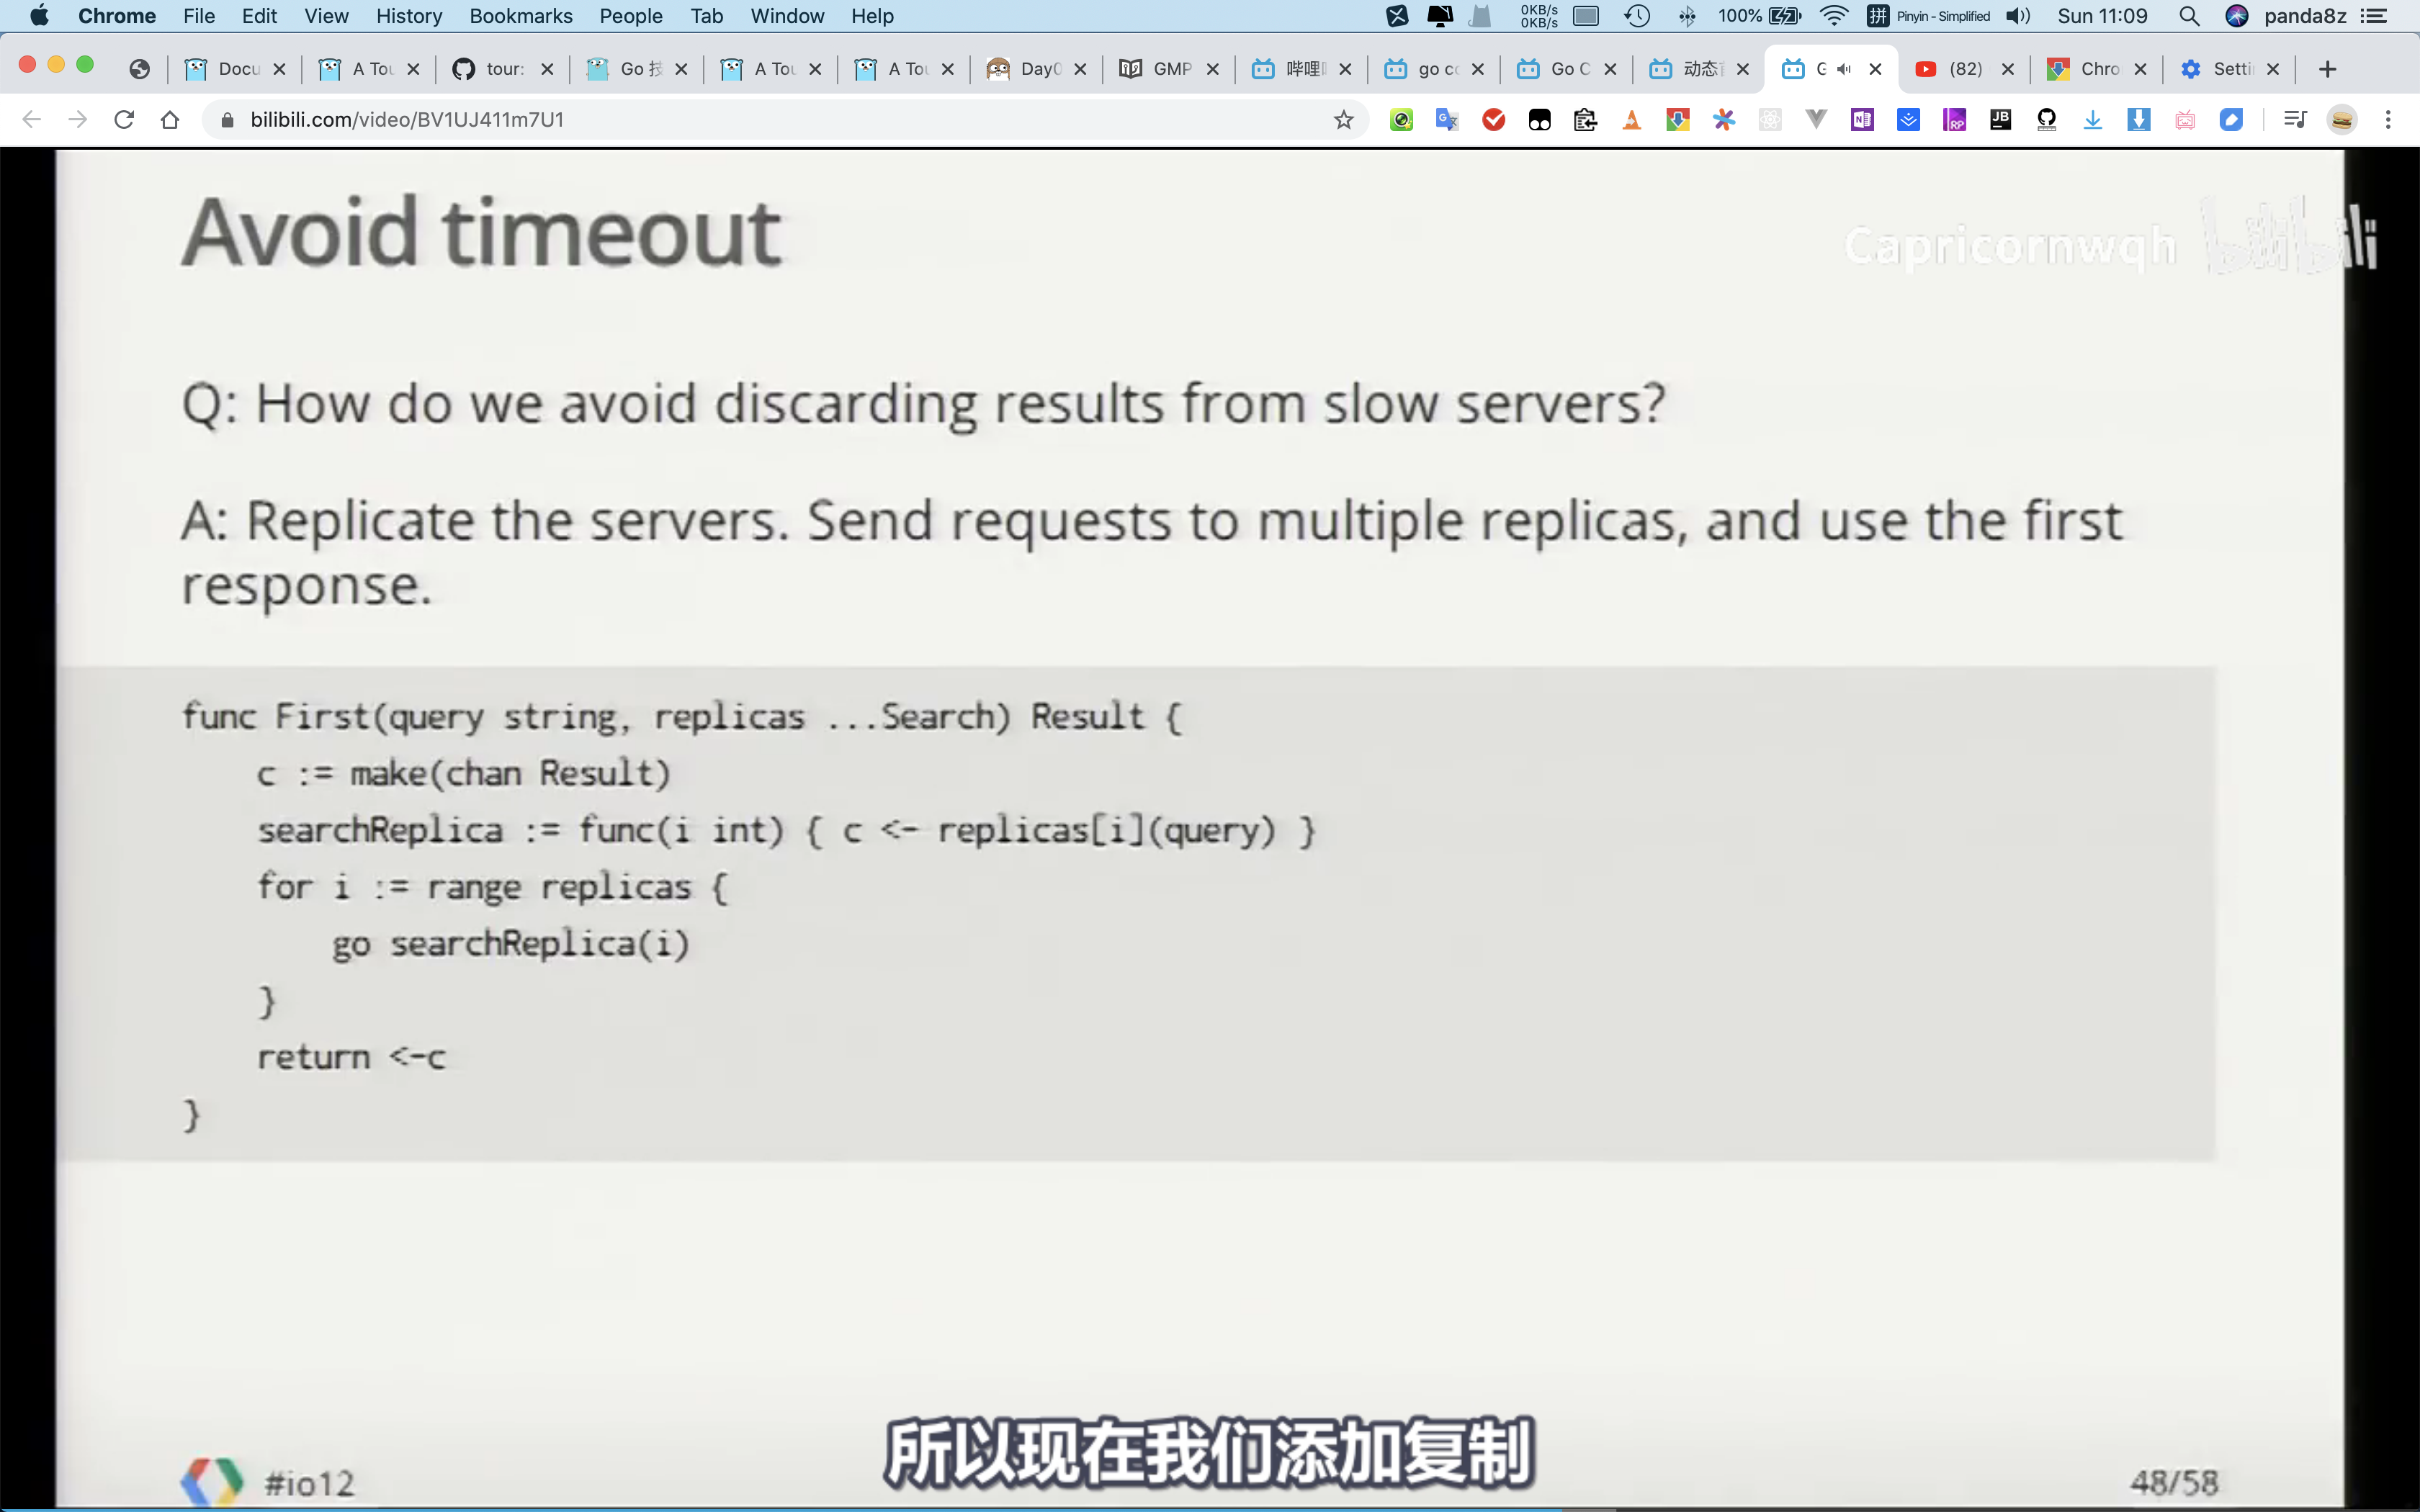 Chrome File Edit View History Bookmarks People Tab Window Help 0KB/s 0KB/s 100% 拼 Pinyin - Simplified Sun 11:09 panda8z
Docu A Tou tour: Go 技 A Tou A Tou Day0 GMP 哔哩 go co Go C 动态 G (82) Chro Setti
bilibili.com/video/BV1UJ411m7U1
Avoid timeout
Capricornwqh bilibili
Q: How do we avoid discarding results from slow servers?
A: Replicate the servers. Send requests to multiple replicas, and use the first
response.
func First(query string, replicas ...Search) Result {
    c := make(chan Result)
    searchReplica := func(i int) { c <- replicas[i](query) }
    for i := range replicas {
        go searchReplica(i)
    }
    return <-c
}
所以现在我们添加复制
#io12
48/58